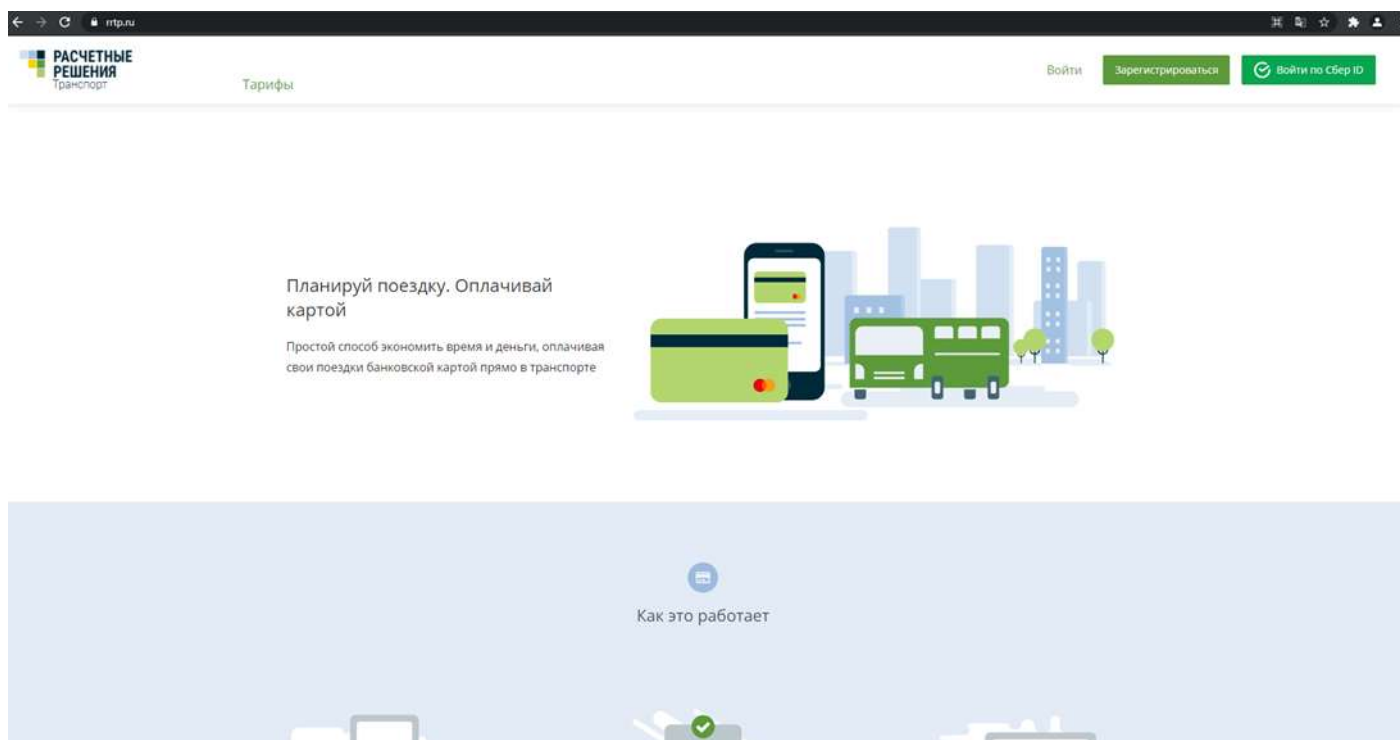 rrtp.ru
РАСЧЕТНЫЕ
РЕШЕНИЯ
Транспорт
Тарифы
Войти
Зарегистрироваться
Войти по Сбер ID
Планируй поездку. Оплачивай
картой
Простой способ экономить время и деньги, оплачивая
свои поездки банковской картой прямо в транспорте
Как это работает